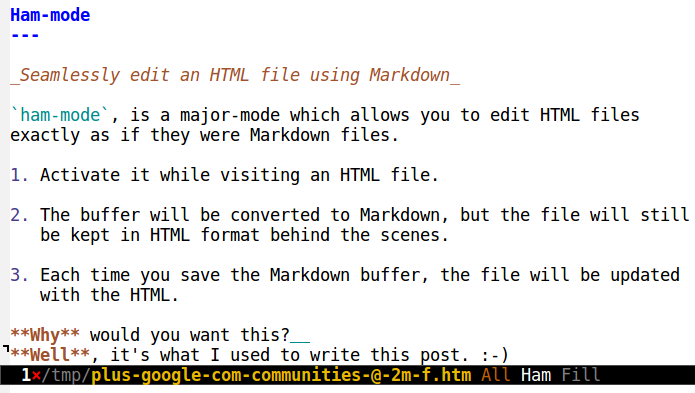 Ham-mode
---
_Seamlessly edit an HTML file using Markdown_
`ham-mode`, is a major-mode which allows you to edit HTML files
exactly as if they were Markdown files.
1. Activate it while visiting an HTML file.
2. The buffer will be converted to Markdown, but the file will still
be kept in HTML format behind the scenes.
3. Each time you save the Markdown buffer, the file will be updated
with the HTML.
**Why** would you want this?__
**Well**, it's what I used to write this post. :-)
1×/tmp/plus-google-com-communities-@-2m-f.htm All Ham Fill